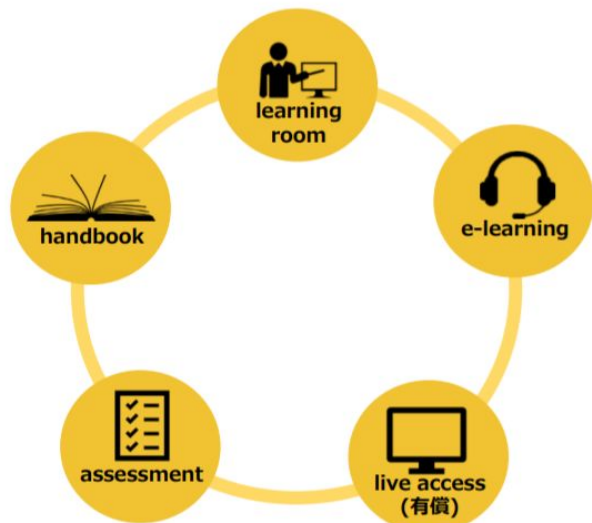 learning
room
e-learning
live access
(有償)
assessment
handbook